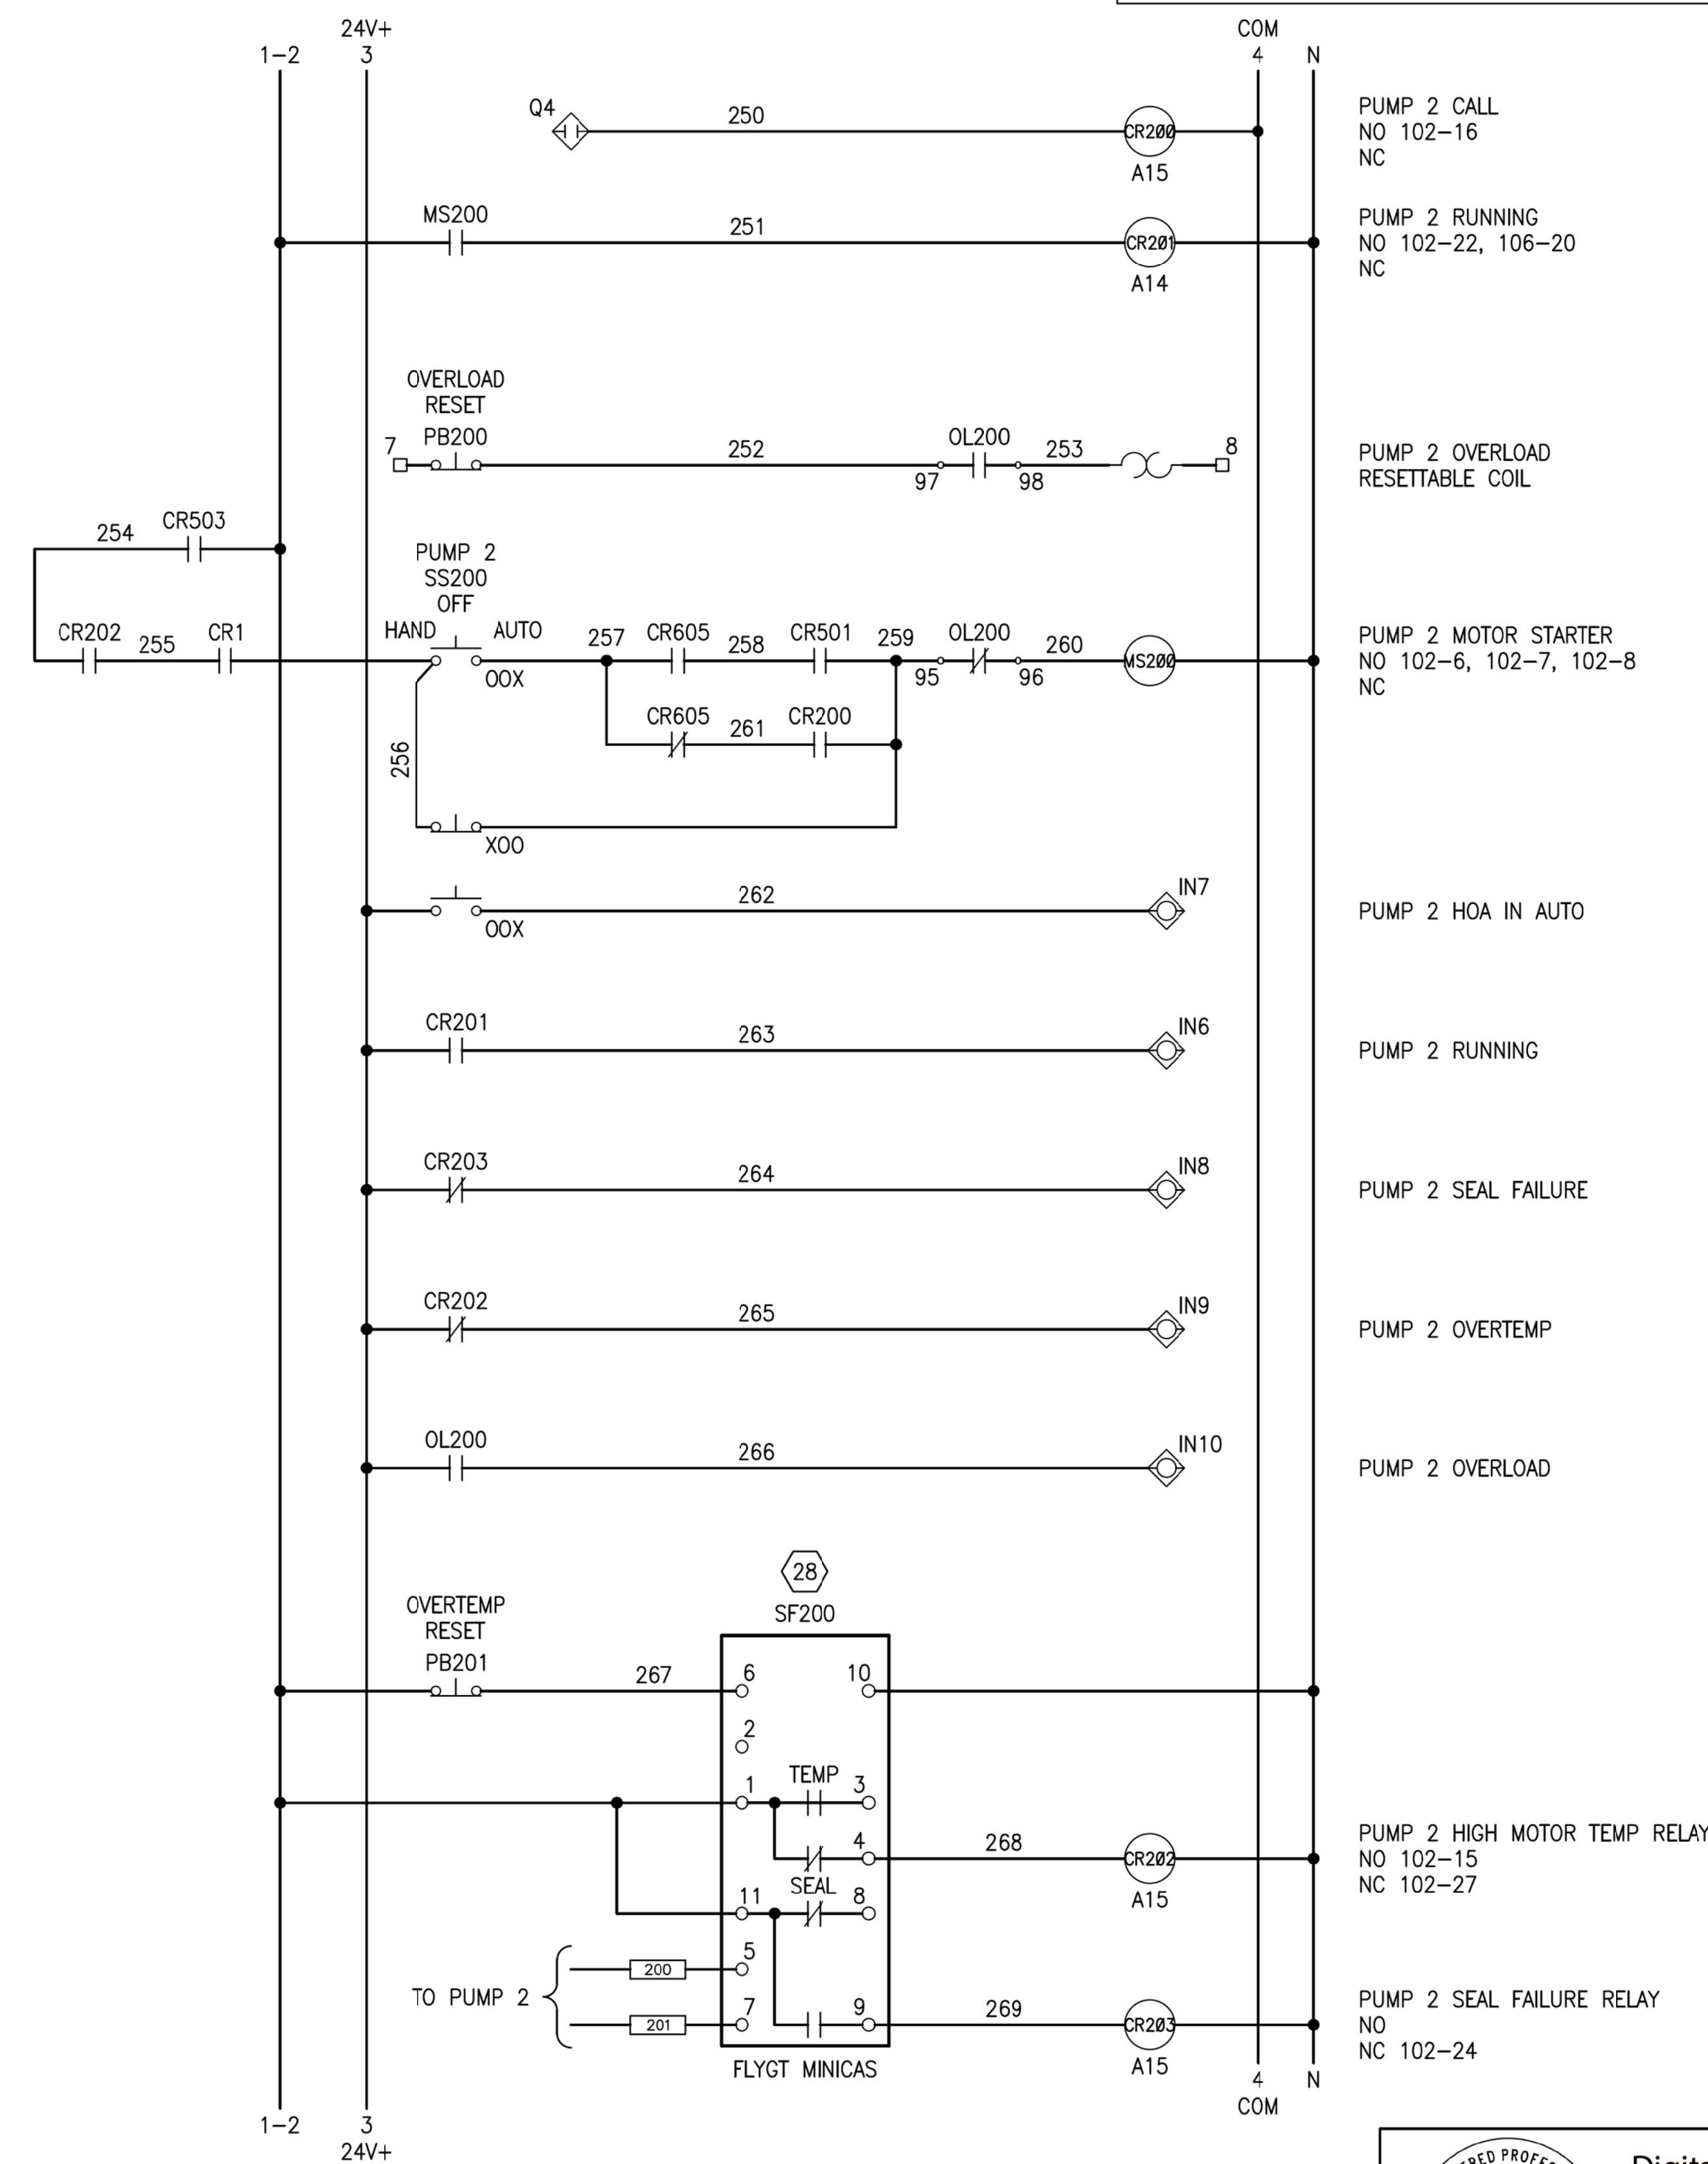 24V+
COM
1-2
3
4
N
Q4
250
CR200
A15
PUMP 2 CALL
NO 102-16
NC
MS200
251
CR201
A14
PUMP 2 RUNNING
NO 102-22, 106-20
NC
OVERLOAD
RESET
7
PB200
252
OL200
253
8
97
98
PUMP 2 OVERLOAD
RESETTABLE COIL
254
CR503
PUMP 2
SS200
OFF
CR202
255
CR1
HAND
AUTO
257
CR605
258
CR501
259
OL200
260
MS200
OOX
95
96
PUMP 2 MOTOR STARTER
NO 102-6, 102-7, 102-8
NC
CR605
261
CR200
256
XOO
262
IN7
OOX
PUMP 2 HOA IN AUTO
CR201
263
IN6
PUMP 2 RUNNING
CR203
264
IN8
PUMP 2 SEAL FAILURE
CR202
265
IN9
PUMP 2 OVERTEMP
OL200
266
IN10
PUMP 2 OVERLOAD
28
SF200
OVERTEMP
RESET
PB201
267
6
10
2
TEMP
1
3
4
268
CR202
A15
PUMP 2 HIGH MOTOR TEMP RELAY
NO 102-15
NC 102-27
SEAL
11
8
5
200
TO PUMP 2
7
201
9
269
CR203
A15
PUMP 2 SEAL FAILURE RELAY
NO
NC 102-24
FLYGT MINICAS
4
N
COM
1-2
3
24V+